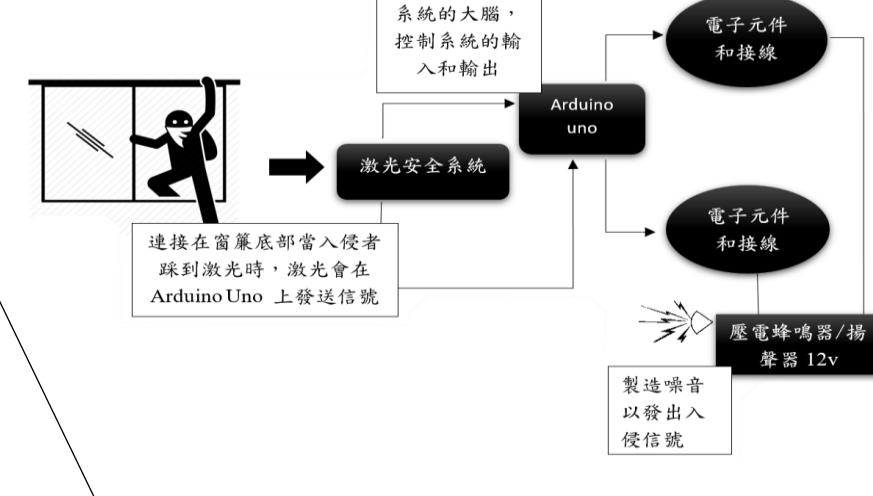 系統的大腦，
控制系統的輸
入和輸出
電子元件
和接線
Arduino
uno
激光安全系統
連接在窗簾底部當入侵者
踩到激光時，激光會在
Arduino Uno 上發送信號
電子元件
和接線
壓電蜂鳴器/揚
聲器 12v
製造噪音
以發出入
侵信號